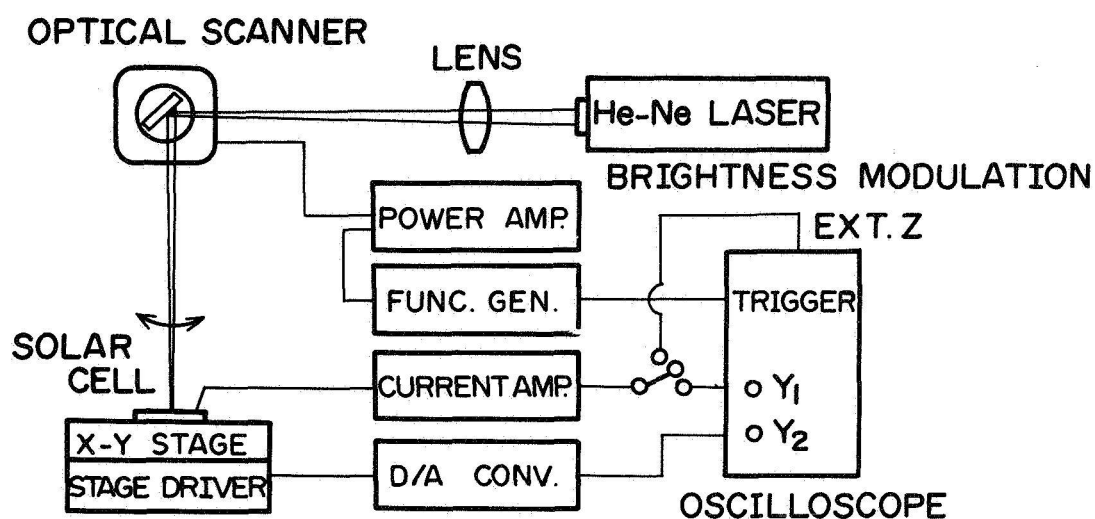 OPTICAL SCANNER
LENS
He-Ne LASER
BRIGHTNESS MODULATION
EXT. Z
POWER AMP.
FUNC. GEN.
TRIGGER
SOLAR
CELL
CURRENT AMP.
Y1
Y2
X-Y STAGE
STAGE DRIVER
D/A CONV.
OSCILLOSCOPE